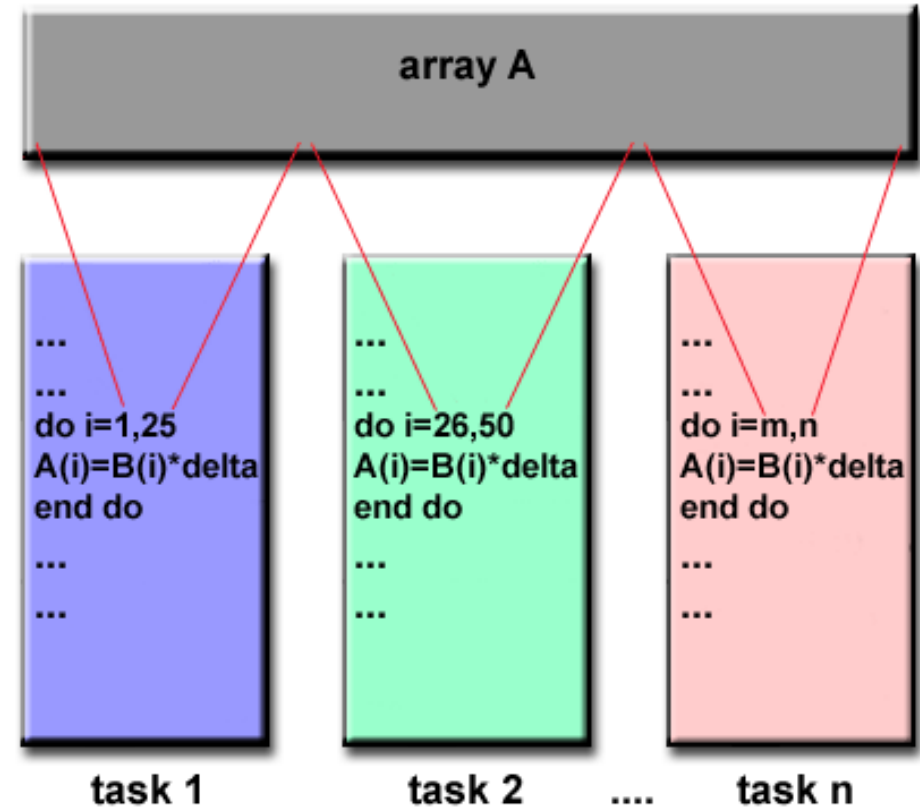 array A
...
...
do i=1,25
A(i)=B(i)*delta
end do
...
...
task 1
...
...
do i=26,50
A(i)=B(i)*delta
end do
...
...
task 2
....
...
...
do i=m,n
A(i)=B(i)*delta
end do
...
...
task n